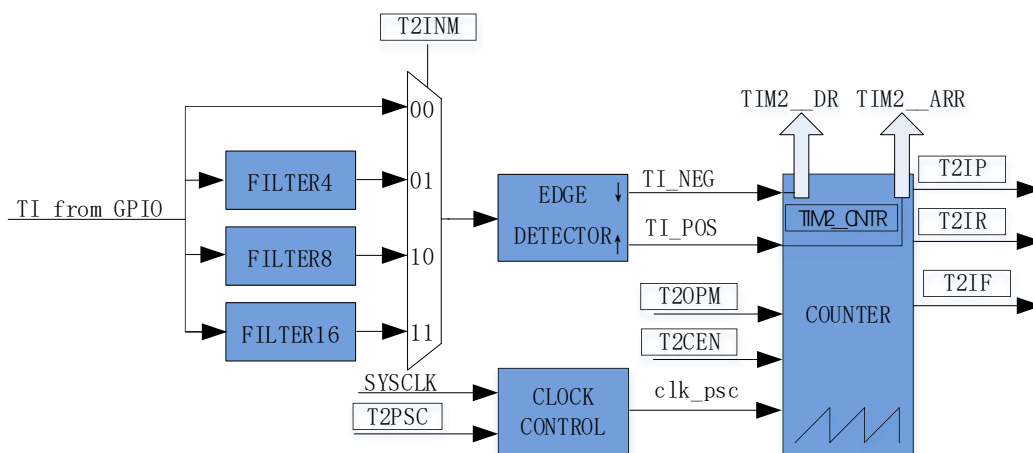 T2INM
TIM2__DR
TIM2__ARR
00
FILTER4
01
TI from GPIO
FILTER8
10
FILTER16
11
EDGE
DETECTOR
TI_NEG
TI_POS
TIM2__CNTR
T2IP
T2IR
T2IF
T2OPM
T2CEN
COUNTER
SYSCLK
T2PSC
CLOCK
CONTROL
clk_psc